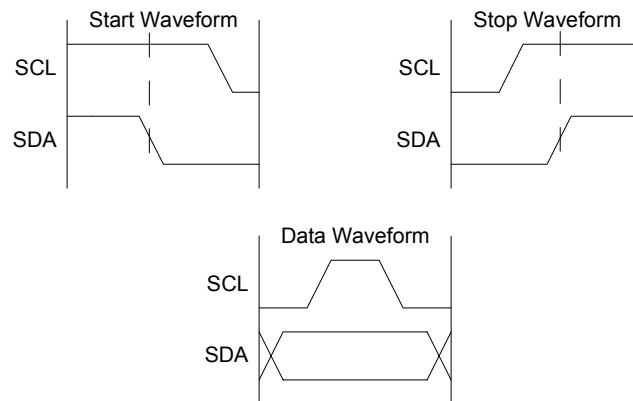 Start Waveform
SCL
SDA
Stop Waveform
SCL
SDA
Data Waveform
SCL
SDA